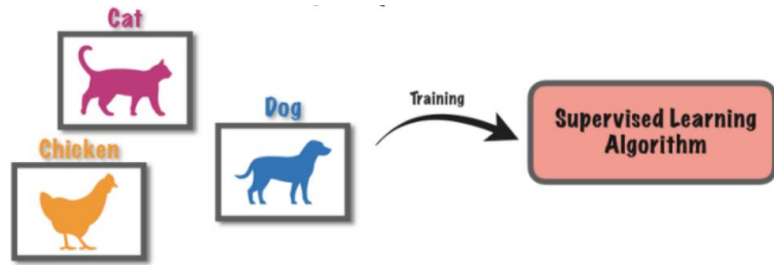 Cat
Dog
Chicken
Training
Supervised Learning
Algorithm